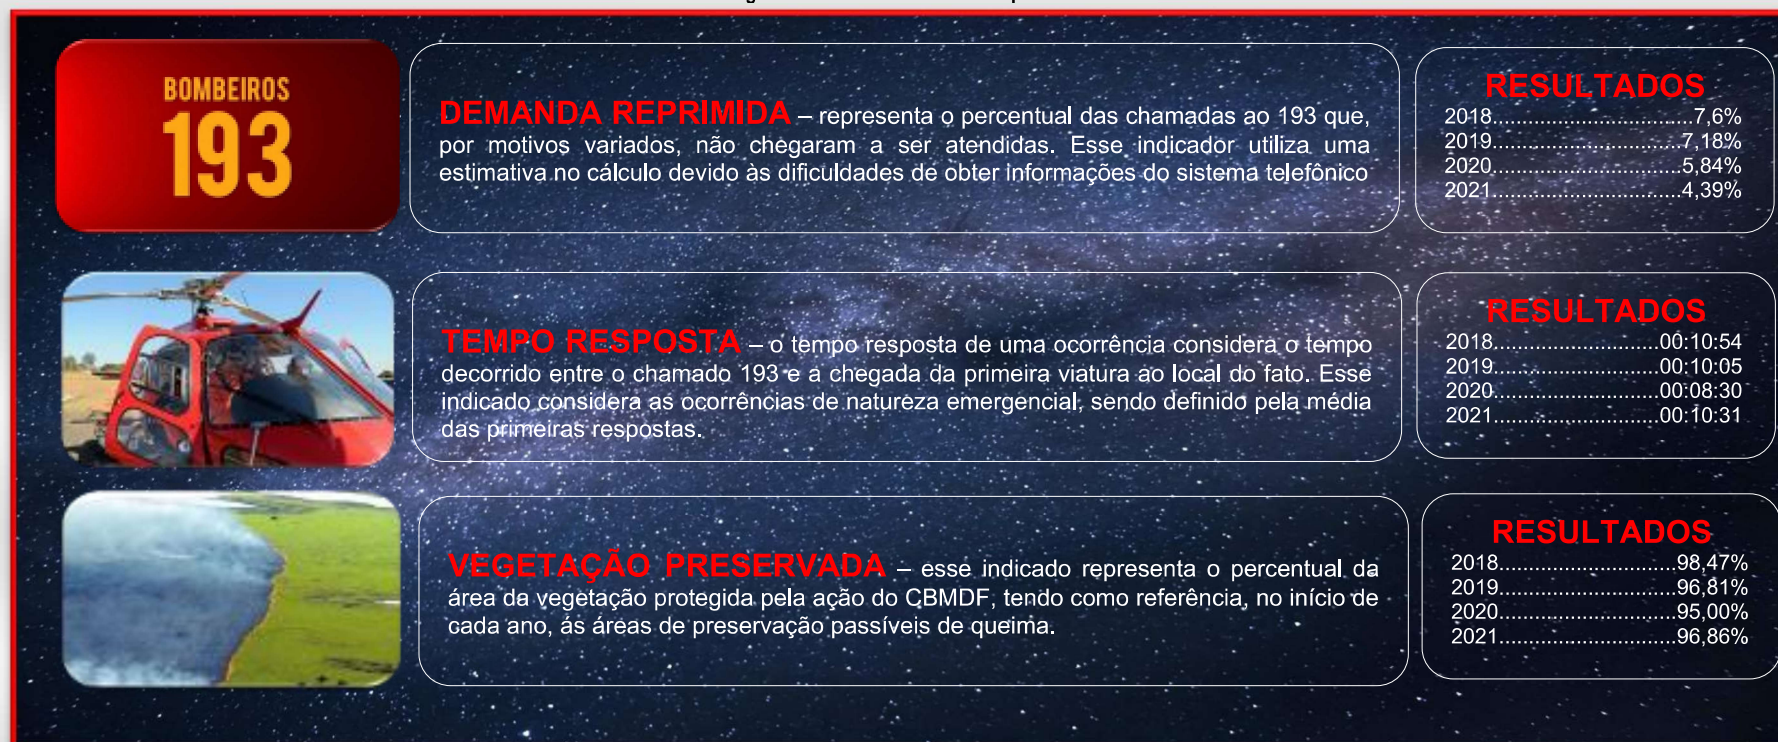 BOMBEIROS
193
DEMANDA REPRIMIDA – representa o percentual das chamadas ao 193 que,
por motivos variados, não chegaram a ser atendidas. Esse indicador utiliza uma
estimativa no cálculo devido às dificuldades de obter informações do sistema telefônico
RESULTADOS
2018.................................7,6%
2019...............................7,18%
2020...............................5,84%
2021...............................4,39%
TEMPO RESPOSTA – o tempo resposta de uma ocorrência considera o tempo
decorrido entre o chamado 193 e a chegada da primeira viatura ao local do fato. Esse
indicado considera as ocorrências de natureza emergencial, sendo definido pela média
das primeiras respostas.
RESULTADOS
2018...........................00:10:54
2019...........................00:10:05
2020...........................00:08:30
2021...........................00:10:31
VEGETAÇÃO PRESERVADA – esse indicado representa o percentual da
área da vegetação protegida pela ação do CBMDF, tendo como referência, no início de
cada ano, ás áreas de preservação passíveis de queima.
RESULTADOS
2018.............................98,47%
2019.............................96,81%
2020.............................95,00%
2021.............................96,86%